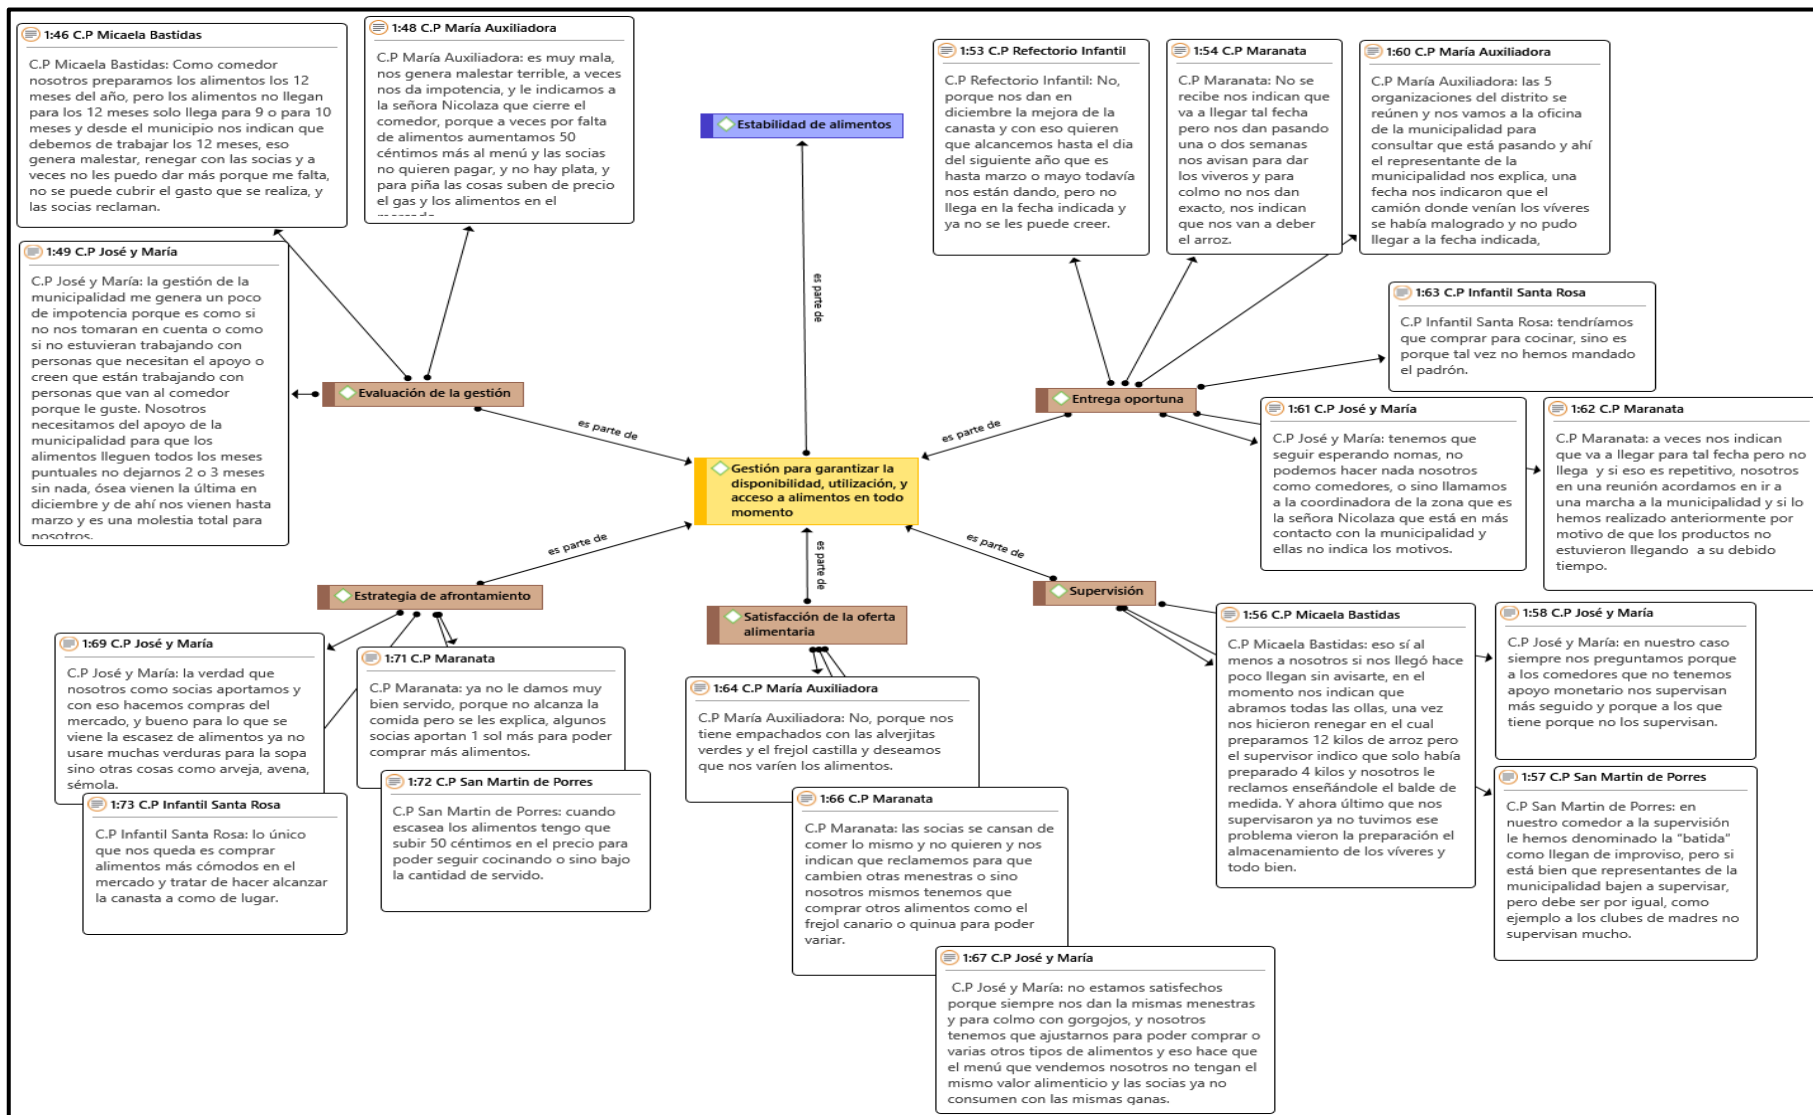 1:46 C.P Micaela Bastidas
C.P Micaela Bastidas: Como comedor
nosotros preparamos los alimentos los 12
meses del año, pero los alimentos no llegan
para los 12 meses solo llega para 9 o para 10
meses y desde el municipio nos indican que
debemos de trabajar los 12 meses, eso
genera malestar, renegar con las socias y a
veces no les puedo dar más porque me falta,
no se puede cubrir el gasto que se realiza, y
las socias reclaman.
1:48 C.P María Auxiliadora
C.P María Auxiliadora: es muy mala,
nos genera malestar terrible, a veces
nos da impotencia, y le indicamos a
la señora Nicolaza que cierre el
comedor, porque a veces por falta
de alimentos aumentamos 50
céntimos más al menú y las socias
no quieren pagar, y no hay plata, y
para piña las cosas suben de precio
el gas y los alimentos en el
mercado
1:49 C.P José y María
C.P José y María: la gestión de la
municipalidad me genera un poco
de impotencia porque es como si
no nos tomaran en cuenta o como
si no estuvieran trabajando con
personas que necesitan el apoyo o
creen que están trabajando con
personas que van al comedor
porque le guste. Nosotros
necesitamos del apoyo de la
municipalidad para que los
alimentos lleguen todos los meses
puntuales no dejarnos 2 o 3 meses
sin nada, ósea vienen la última en
diciembre y de ahí nos vienen hasta
marzo y es una molestia total para
nosotros.
Estabilidad de alimentos
es parte de
1:53 C.P Refectorio Infantil
C.P Refectorio Infantil: No,
porque nos dan en
diciembre la mejora de la
canasta y con eso quieren
que alcancemos hasta el dia
del siguiente año que es
hasta marzo o mayo todavía
nos están dando, pero no
llega en la fecha indicada y
ya no se les puede creer.
1:54 C.P Maranata
C.P Maranata: No se
recibe nos indican que
va a llegar tal fecha
pero nos dan pasando
una o dos semanas
nos avisan para dar
los viveros y para
colmo no nos dan
exacto, nos indican
que nos van a deber
el arroz.
1:60 C.P María Auxiliadora
C.P María Auxiliadora: las 5
organizaciones del distrito se
reúnen y nos vamos a la oficina
de la municipalidad para
consultar que está pasando y ahí
el representante de la
municipalidad nos explica, una
fecha nos indicaron que el
camión donde venían los víveres
se había malogrado y no pudo
llegar a la fecha indicada,
1:63 C.P Infantil Santa Rosa
C.P Infantil Santa Rosa: tendríamos
que comprar para cocinar, sino es
porque tal vez no hemos mandado
el padrón.
Evaluación de la gestión
es parte de
Entrega oportuna
es parte de
1:61 C.P José y María
C.P José y María: tenemos que
seguir esperando nomas, no
podemos hacer nada nosotros
como comedores, o sino llamamos
a la coordinadora de la zona que es
la señora Nicolaza que está en más
contacto con la municipalidad y
ellas no indica los motivos.
1:62 C.P Maranata
C.P Maranata: a veces nos indican
que va a llegar para tal fecha pero no
llega y si eso es repetitivo, nosotros
en una reunión acordamos en ir a
una marcha a la municipalidad y si lo
hemos realizado anteriormente por
motivo de que los productos no
estuvieron llegando a su debido
tiempo.
Gestión para garantizar la
disponibilidad, utilización, y
acceso a alimentos en todo
momento
es parte de
es parte de
es parte de
Estrategia de afrontamiento
Satisfacción de la oferta
alimentaria
Supervisión
1:69 C.P José y María
C.P José y María: la verdad que
nosotros como socias aportamos y
con eso hacemos compras del
mercado, y bueno para lo que se
viene la escasez de alimentos ya no
usare muchas verduras para la sopa
sino otras cosas como arveja, avena,
sémola.
1:71 C.P Maranata
C.P Maranata: ya no le damos muy
bien servido, porque no alcanza la
comida pero se les explica, algunos
socias aportan 1 sol más para poder
comprar más alimentos.
1:72 C.P San Martin de Porres
C.P San Martin de Porres: cuando
escasea los alimentos tengo que
subir 50 céntimos en el precio para
poder seguir cocinando o sino bajo
la cantidad de servido.
1:73 C.P Infantil Santa Rosa
C.P Infantil Santa Rosa: lo único
que nos queda es comprar
alimentos más cómodos en el
mercado y tratar de hacer alcanzar
la canasta a como de lugar.
1:64 C.P María Auxiliadora
C.P María Auxiliadora: No, porque nos
tiene empachados con las alverjitas
verdes y el frejol castilla y deseamos
que nos varíen los alimentos.
1:66 C.P Maranata
C.P Maranata: las socias se cansan de
comer lo mismo y no quieren y nos
indican que reclamemos para que
cambien otras menestras o sino
nosotros mismos tenemos que
comprar otros alimentos como el
frejol canario o quinua para poder
variar.
1:67 C.P José y María
C.P José y María: no estamos satisfechos
porque siempre nos dan la mismas menestras
y para colmo con gorgojos, y nosotros
tenemos que ajustarnos para poder comprar o
varias otros tipos de alimentos y eso hace que
el menú que vendemos nosotros no tengan el
mismo valor alimenticio y las socias ya no
consumen con las mismas ganas.
1:56 C.P Micaela Bastidas
C.P Micaela Bastidas: eso sí al
menos a nosotros si nos llegó hace
poco llegan sin avisarte, en el
momento nos indican que
abramos todas las ollas, una vez
nos hicieron renegar en el cual
preparamos 12 kilos de arroz pero
el supervisor indico que solo había
preparado 4 kilos y nosotros le
reclamos enseñándole el balde de
medida. Y ahora último que nos
supervisaron ya no tuvimos ese
problema vieron la preparación el
almacenamiento de los víveres y
todo bien.
1:58 C.P José y María
C.P José y María: en nuestro caso
siempre nos preguntamos porque
a los comedores que no tenemos
apoyo monetario nos supervisan
más seguido y porque a los que
tiene porque no los supervisan.
1:57 C.P San Martin de Porres
C.P San Martin de Porres: en
nuestro comedor a la supervisión
le hemos denominado la "batida"
como llegan de improviso, pero si
está bien que representantes de la
municipalidad bajen a supervisar,
pero debe ser por igual, como
ejemplo a los clubes de madres no
supervisan mucho.